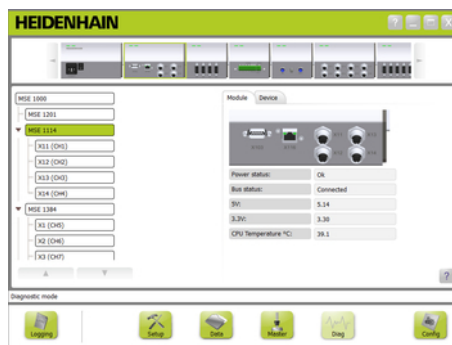 HEIDENHAIN
MSE 1000
MSE 1201
MSE 1114
X11 (CH1)
X12 (CH2)
X13 (CH3)
X14 (CH4)
MSE 1384
X1 (CH5)
X2 (CH6)
X3 (CH7)
Module Device
Power status: Ok
Bus status: Connected
5V: 5.14
3.3V: 3.30
CPU Temperature °C: 39.1
?
Diagnostic mode
Logging Setup Data Master Diag Config